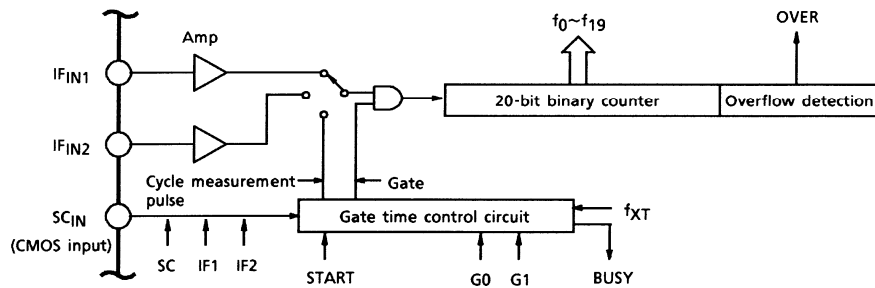 f0~f19
OVER
Amp
IFIN1
20-bit binary counter
Overflow detection
IFIN2
Cycle measurement
pulse
Gate
SCIN
(CMOS input)
Gate time control circuit
fXT
SC
IF1
IF2
START
G0
G1
BUSY